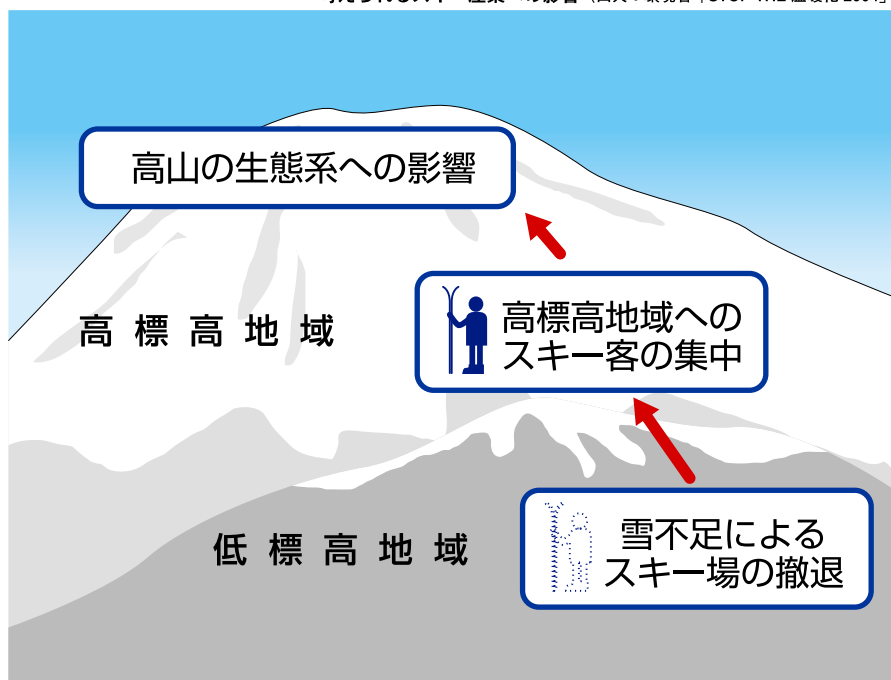 高山の生態系への影響
高標高地域
高標高地域への
スキー客の集中
低標高地域
雪不足による
スキー場の撤退